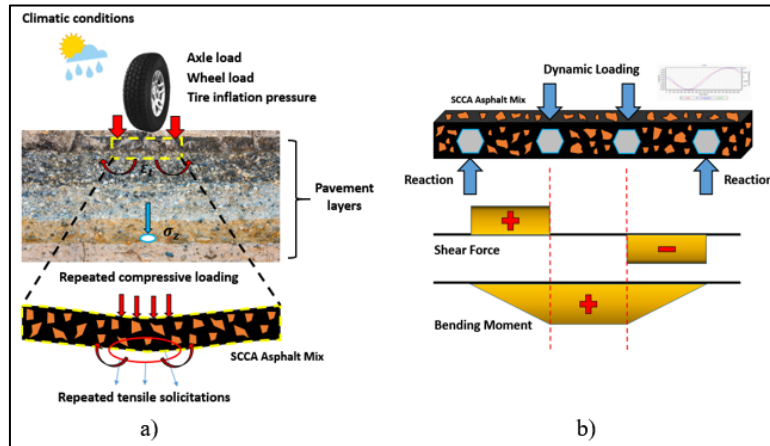 Climatic conditions
Axle load
Wheel load
Tire inflation pressure
Pavement
layers
σz
Repeated compressive loading
SCCA Asphalt Mix
Repeated tensile solicitations
a)
Dynamic Loading
SCCA Asphalt Mix
Reaction
Reaction
+
Shear Force
−
+
Bending Moment
b)